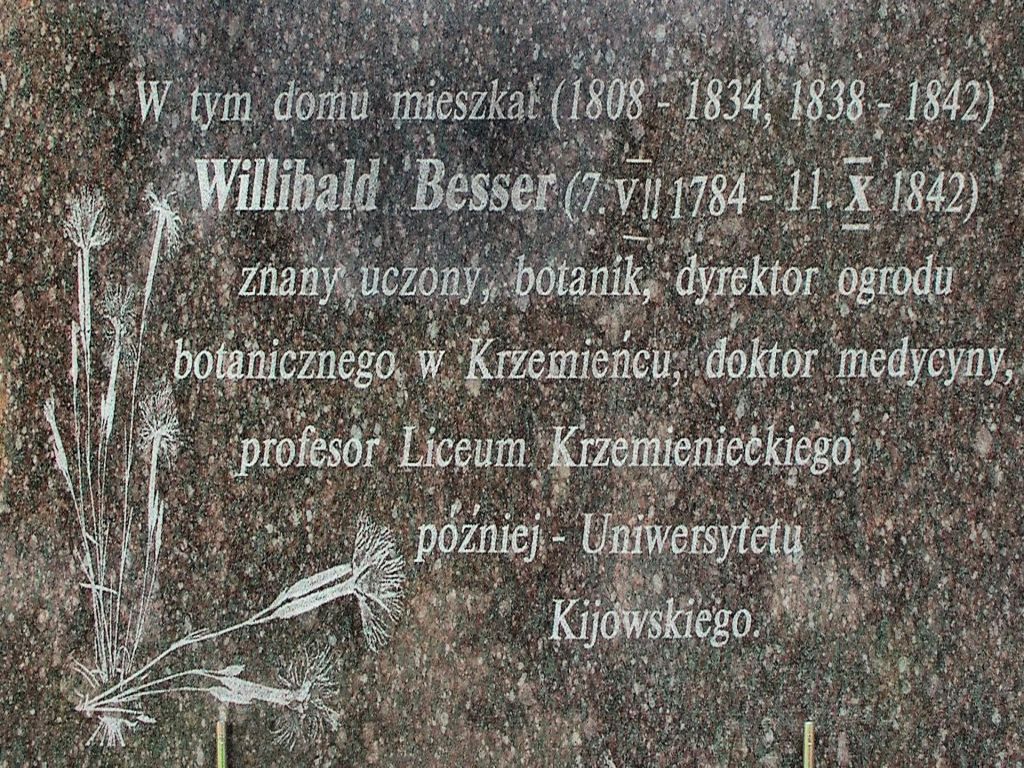 W tym domu mieszkał (1808 - 1834, 1838 - 1842)
Willibald Besser (7. VII 1784 - 11. X 1842)
znany uczony, botanik, dyrektor ogrodu
botanicznego w Krzemieńcu, doktor medycyny,
profesor Liceum Krzemienieckiego,
później - Uniwersytetu
Kijowskiego.